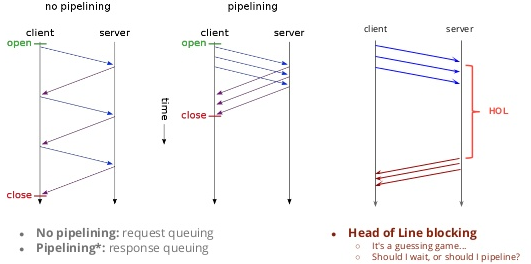 no pipelining
pipelining
client
server
client
server
client
server
open
open
time
close
close
HOL
No pipelining: request queuing
Pipelining*: response queuing
Head of Line blocking
It's a guessing game...
Should I wait, or should I pipeline?